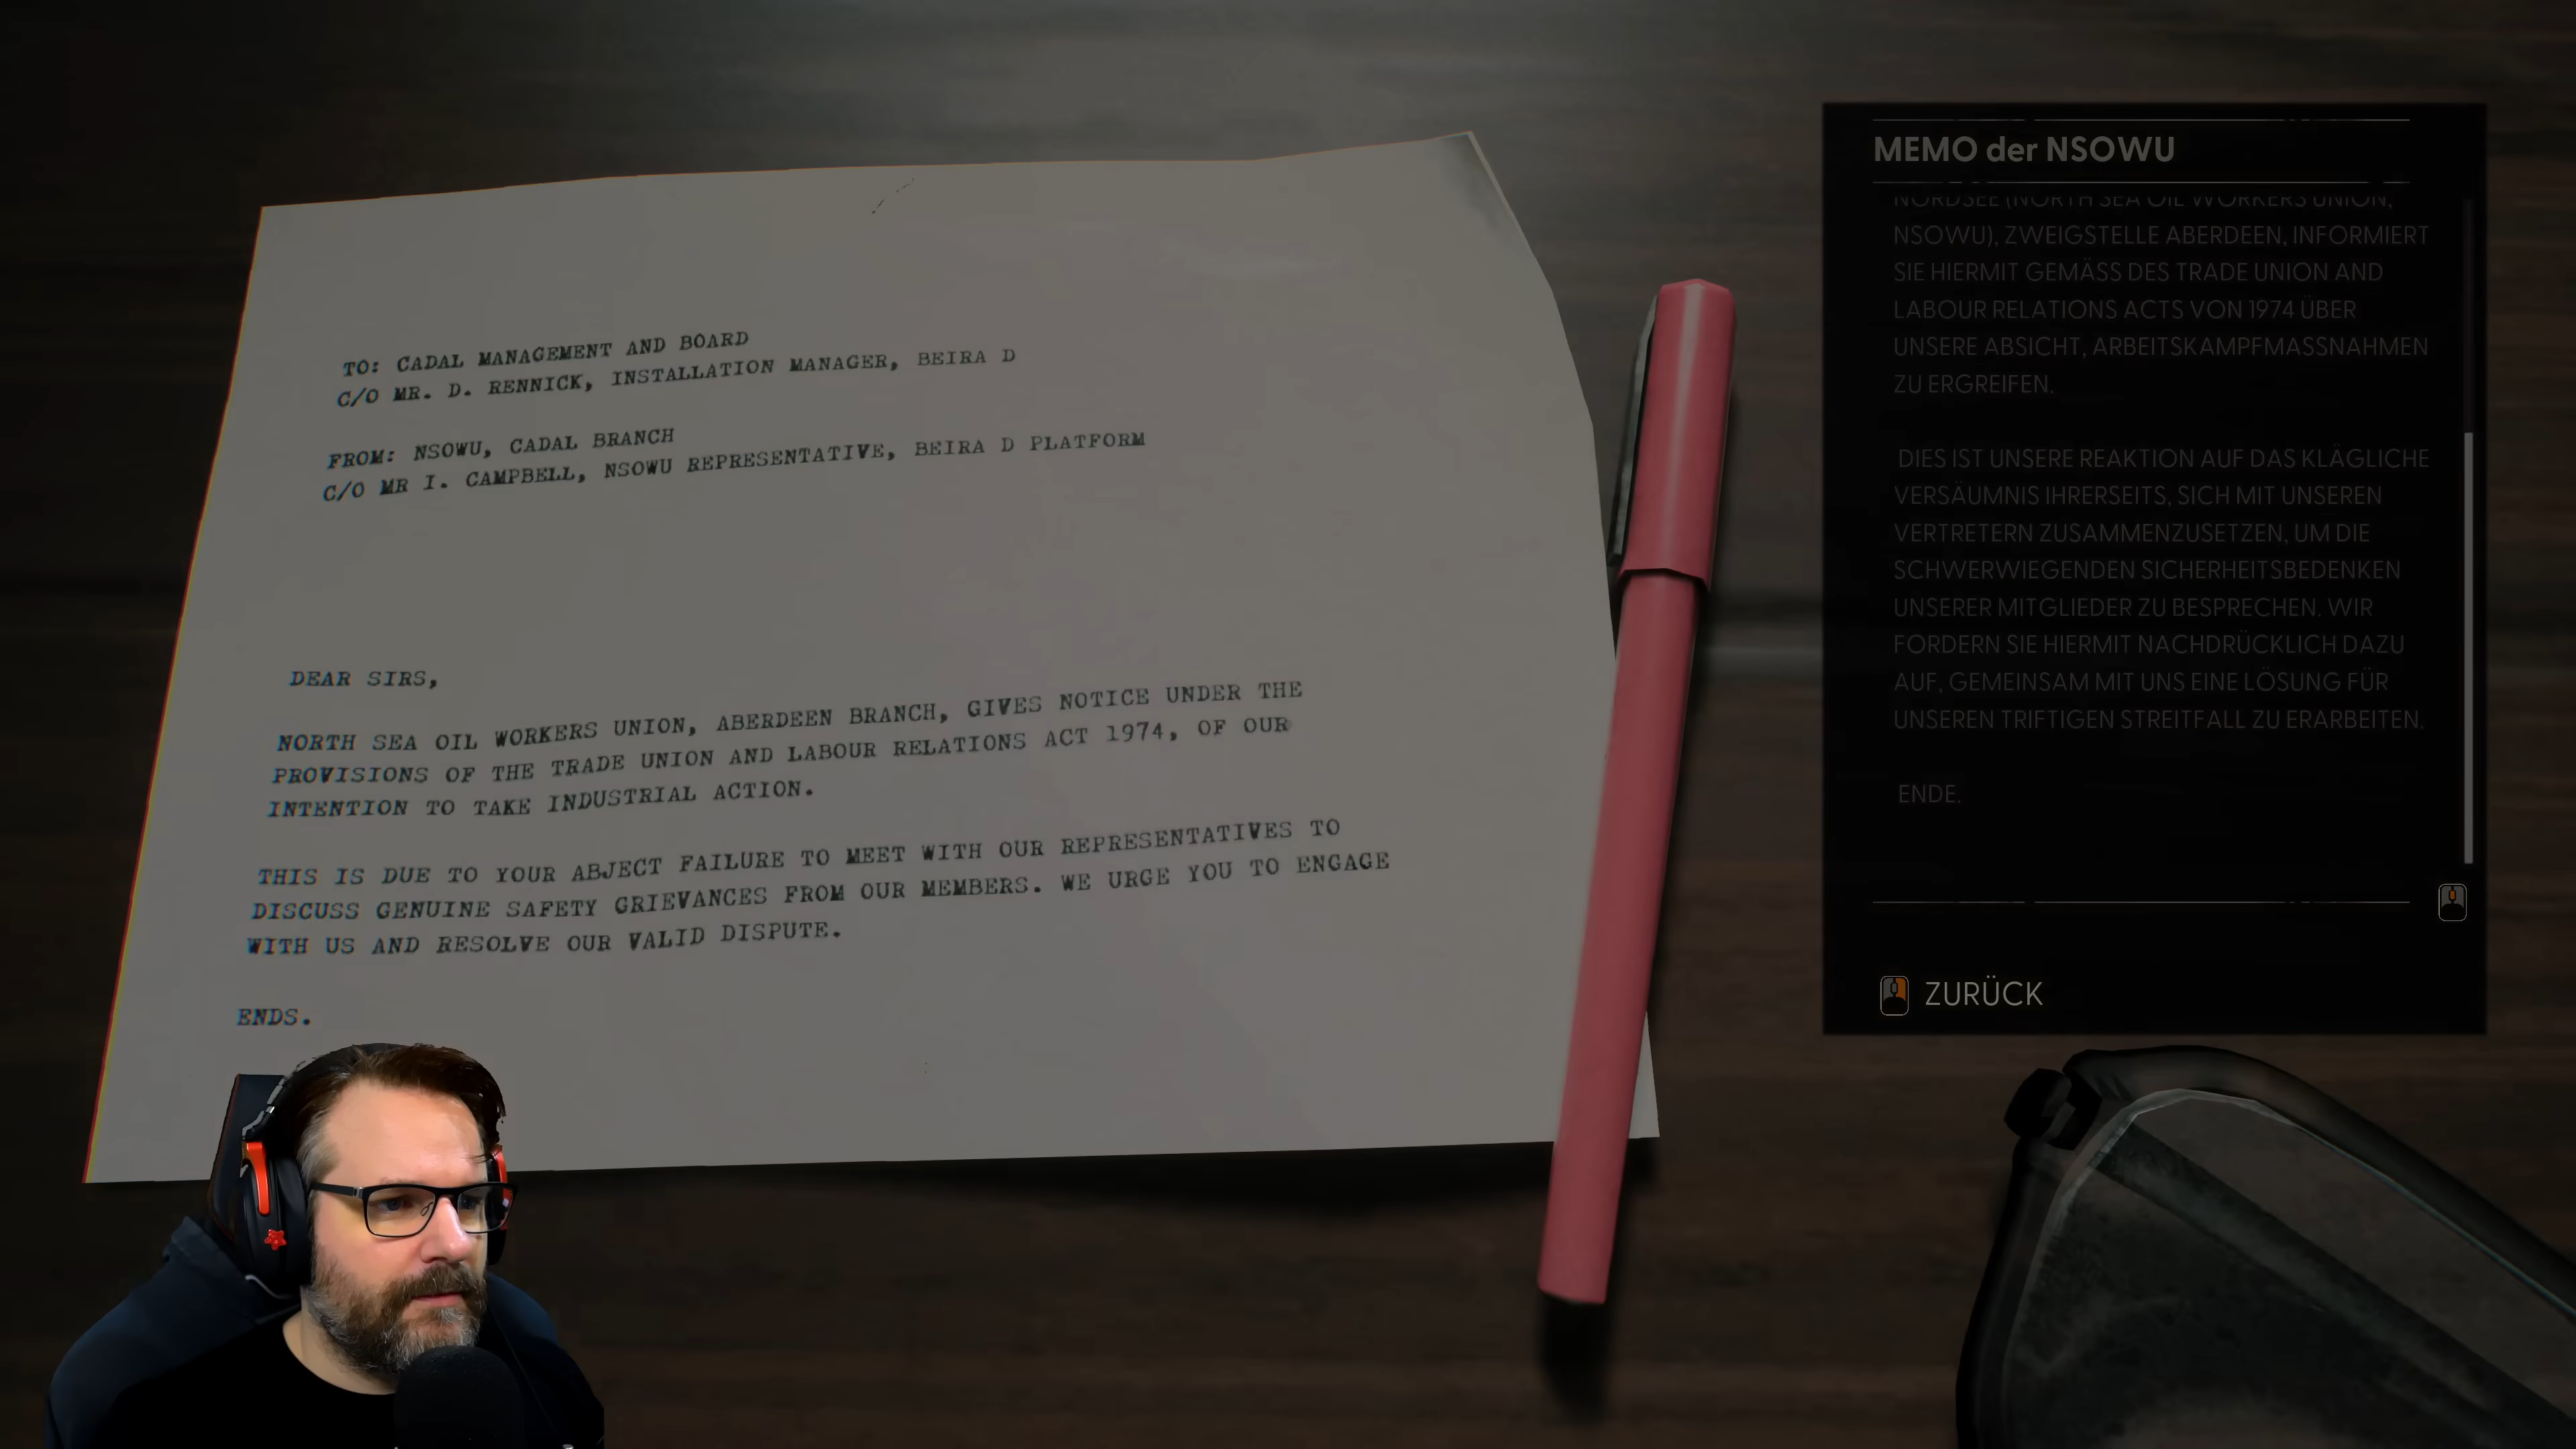 TO: CADAL MANAGEMENT AND BOARD
C/O MR. D. RENNICK, INSTALLATION MANAGER, BEIRA D
FROM: NSOWU, CADAL BRANCH
C/O MR I. CAMPBELL, NSOWU REPRESENTATIVE, BEIRA D PLATFORM
DEAR SIRS,
NORTH SEA OIL WORKERS UNION, ABERDEEN BRANCH, GIVES NOTICE UNDER THE
PROVISIONS OF THE TRADE UNION AND LABOUR RELATIONS ACT 1974, OF OUR
INTENTION TO TAKE INDUSTRIAL ACTION.
THIS IS DUE TO YOUR ABJECT FAILURE TO MEET WITH OUR REPRESENTATIVES TO
DISCUSS GENUINE SAFETY GRIEVANCES FROM OUR MEMBERS. WE URGE YOU TO ENGAGE
WITH US AND RESOLVE OUR VALID DISPUTE.
ENDS.
MEMO der NSOWU
NORDSEE (NORTH SEA OIL WORKERS UNION,
NSOWU), ZWEIGSTELLE ABERDEEN, INFORMIERT
SIE HIERMIT GEMÄSS DES TRADE UNION AND
LABOUR RELATIONS ACTS VON 1974 ÜBER
UNSERE ABSICHT, ARBEITSKAMPFMASSNAHMEN
ZU ERGREIFEN.
DIES IST UNSERE REAKTION AUF DAS KLÄGLICHE
VERSÄUMNIS IHRERSEITS, SICH MIT UNSEREN
VERTRETERN ZUSAMMENZUSETZEN, UM DIE
SCHWERWIEGENDEN SICHERHEITSBEDENKEN
UNSERER MITGLIEDER ZU BESPRECHEN. WIR
FORDERN SIE HIERMIT NACHDRÜCKLICH DAZU
AUF, GEMEINSAM MIT UNS EINE LÖSUNG FÜR
UNSEREN TRIFTIGEN STREITFALL ZU ERARBEITEN.
ENDE.
ZURÜCK